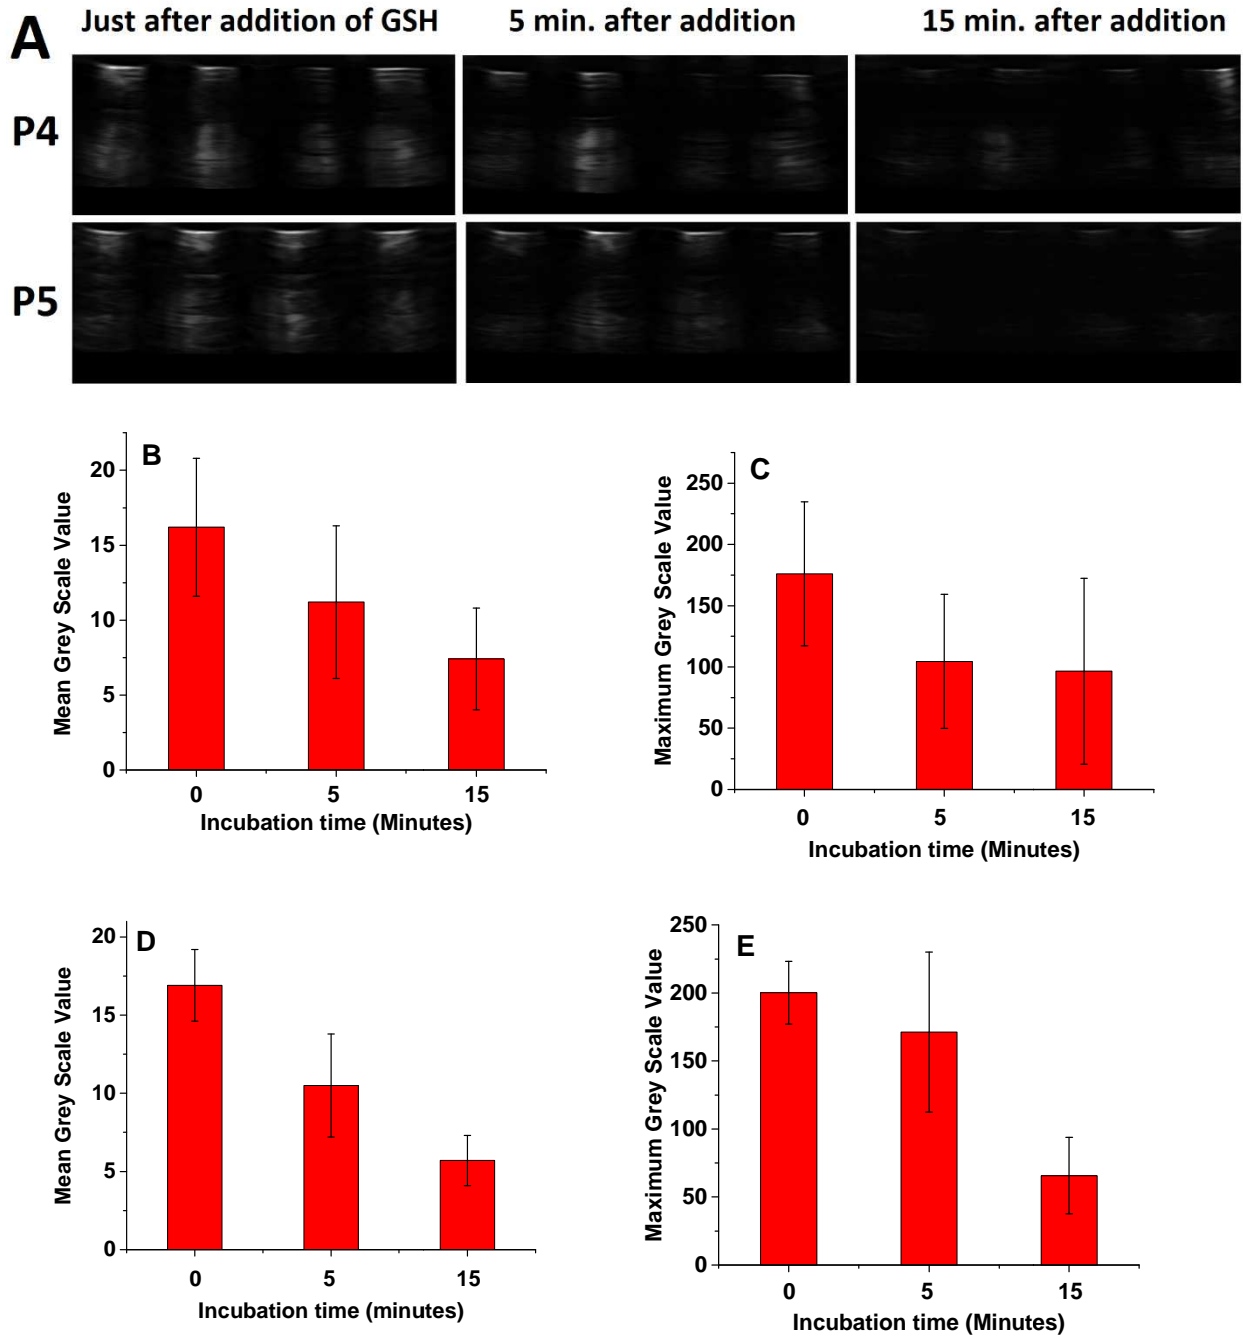 A
Just after addition of GSH
5 min. after addition
15 min. after addition
P4
P5
B
20
15
10
5
0
Mean Grey Scale Value
0 5 15
Incubation time (Minutes)
C
250
200
150
100
50
0
Maximum Grey Scale Value
0 5 15
Incubation time (Minutes)
D
20
15
10
5
0
Mean Grey Scale Value
0 5 15
Incubation time (minutes)
E
250
200
150
100
50
0
Maximum Grey Scale Value
0 5 15
Incubation time (Minutes)